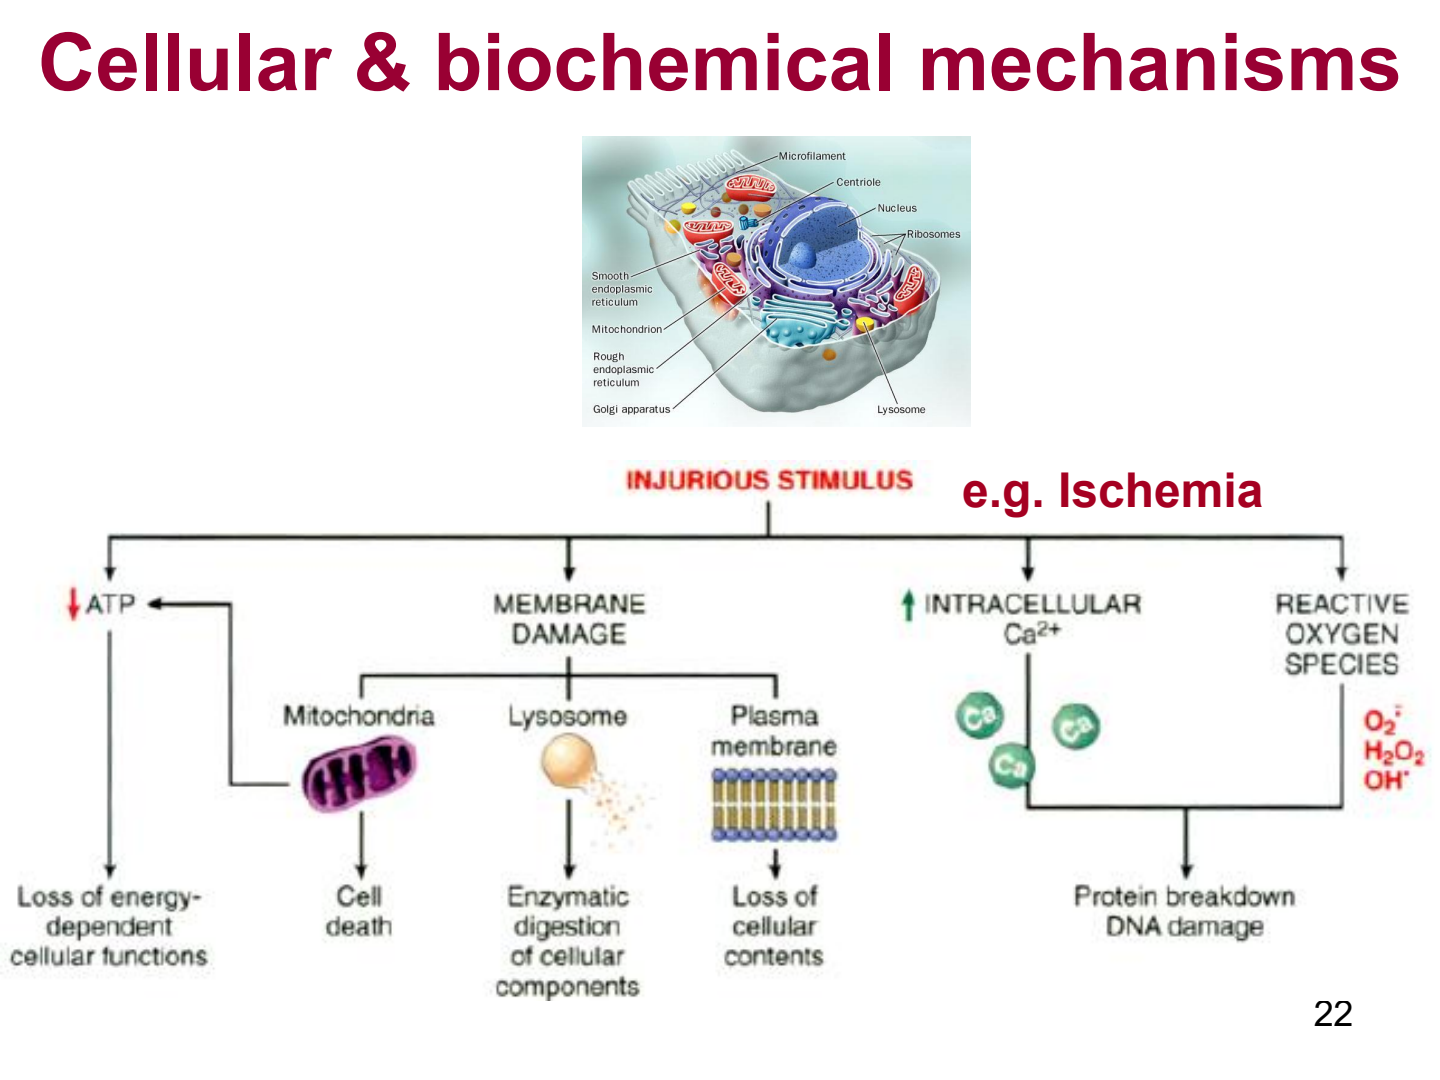 Cellular & biochemical mechanisms
Microfilament
Centriole
Nucleus
Ribosomes
Smooth
endoplasmic
reticulum
Mitochondrion
Rough
endoplasmic
reticulum
Golgi apparatus
Lysosome
INJURIOUS STIMULUS
e.g. Ischemia
ATP
MEMBRANE
DAMAGE
INTRACELLULAR
Ca²⁺
REACTIVE
OXYGEN
SPECIES
Mitochondria
Lysosome
Plasma
membrane
Ca
Ca
Ca
O₂⁻̇
H₂O₂
OH˙
Loss of energy-
dependent
cellular functions
Cell
death
Enzymatic
digestion
of cellular
components
Loss of
cellular
contents
Protein breakdown
DNA damage
22